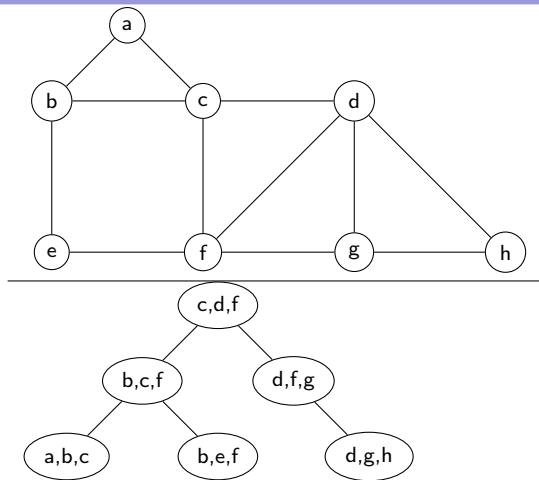 a
b c d
e f g h
c,d,f
b,c,f d,f,g
a,b,c b,e,f d,g,h